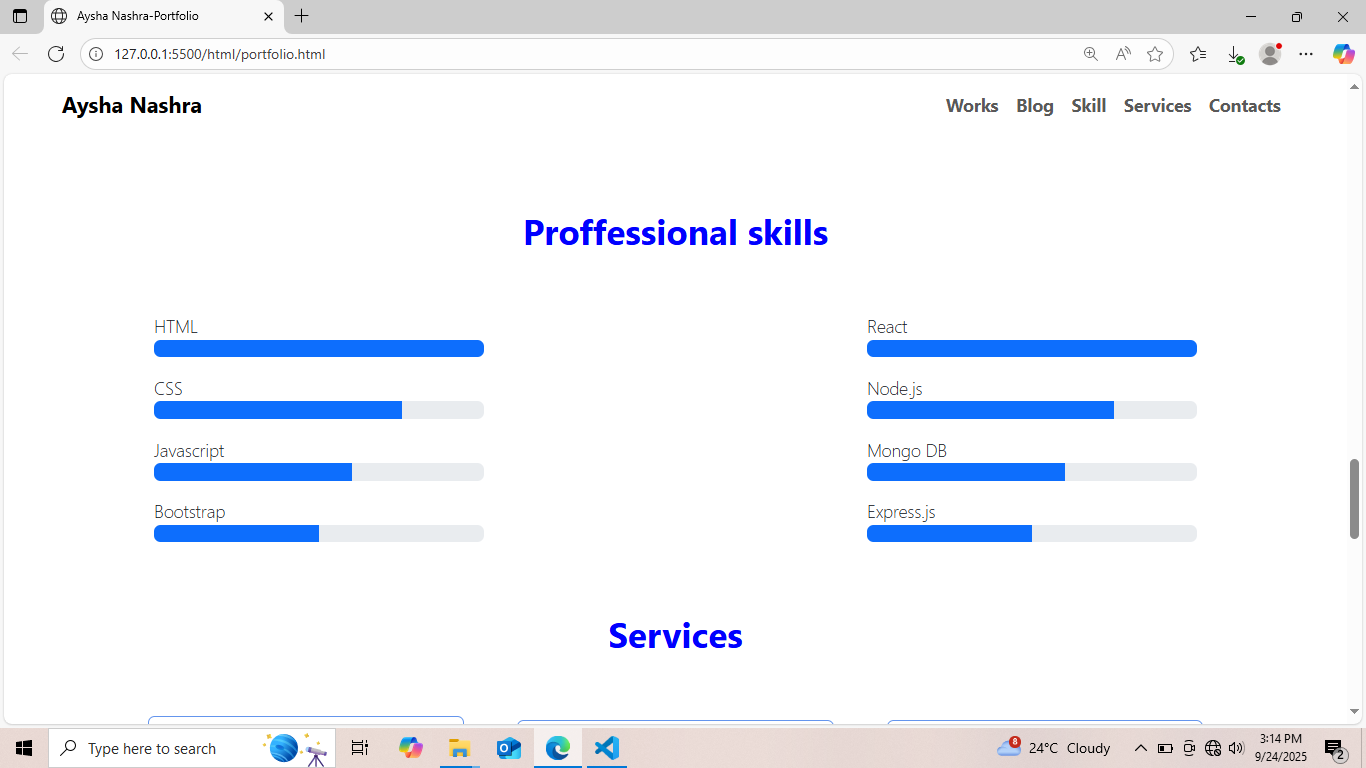 Aysha Nashra-Portfolio
127.0.0.1:5500/html/portfolio.html
Aysha Nashra
Works Blog Skill Services Contacts
Proffessional skills
HTML
React
CSS
Node.js
Javascript
Mongo DB
Bootstrap
Express.js
Services
Type here to search
8
24°C Cloudy
3:14 PM
9/24/2025
2